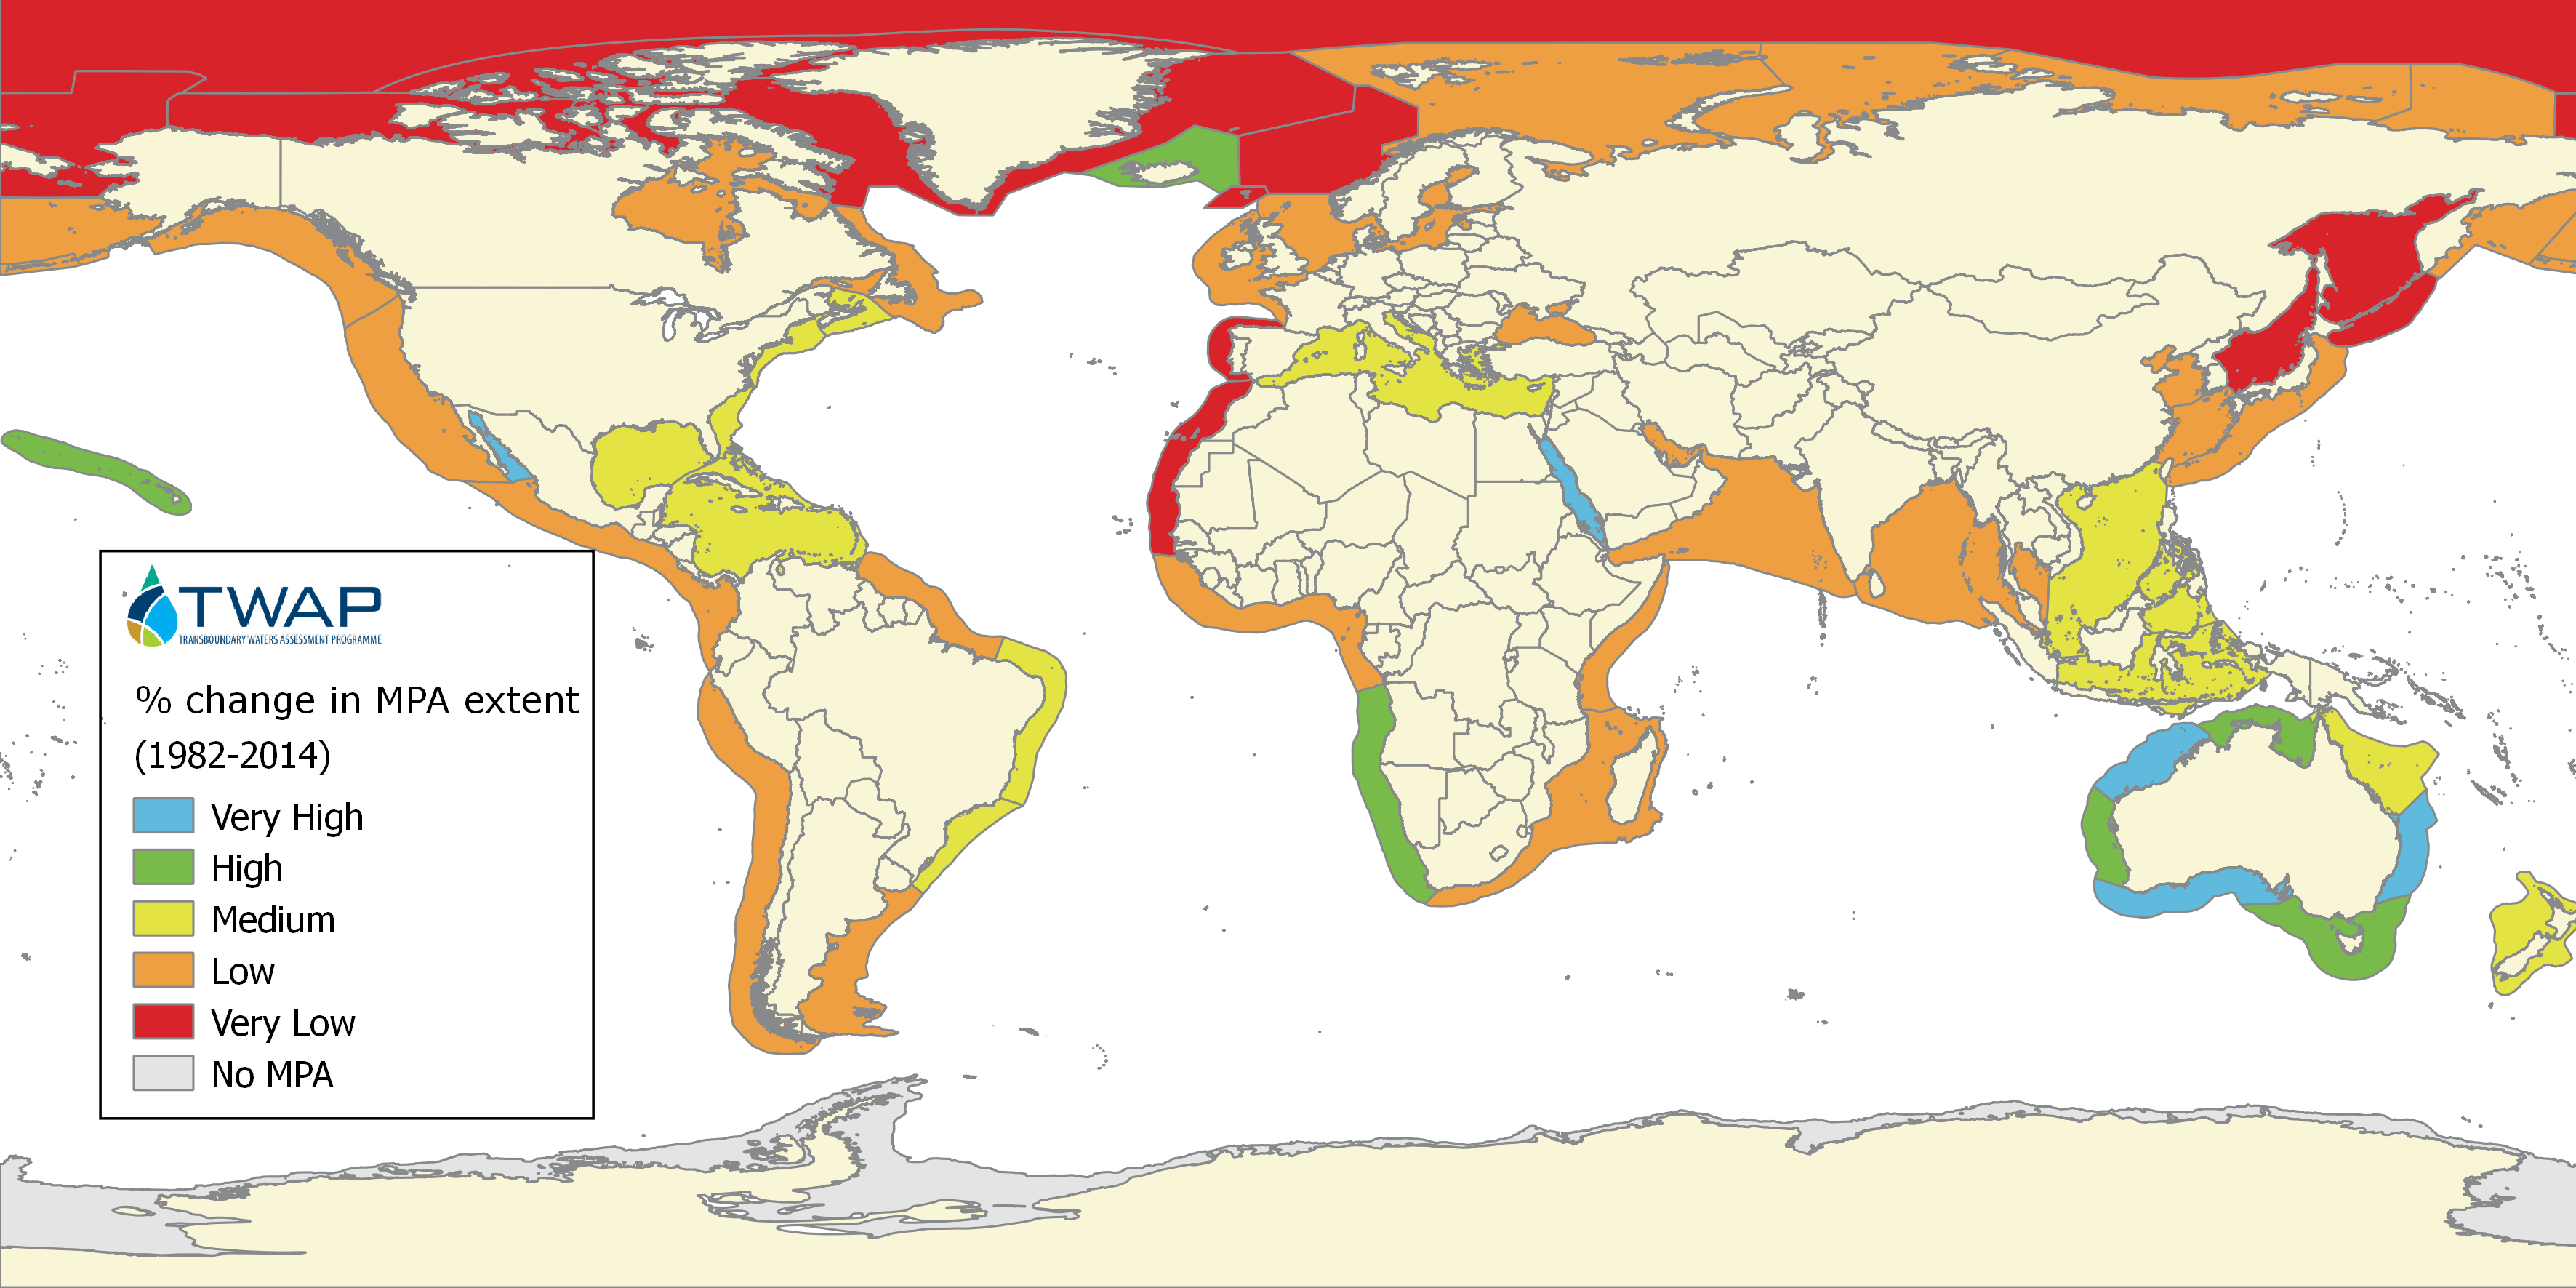 TWAP
TRANSBOUNDARY WATERS ASSESSMENT PROGRAMME
% change in MPA extent
(1982-2014)
Very High
High
Medium
Low
Very Low
No MPA